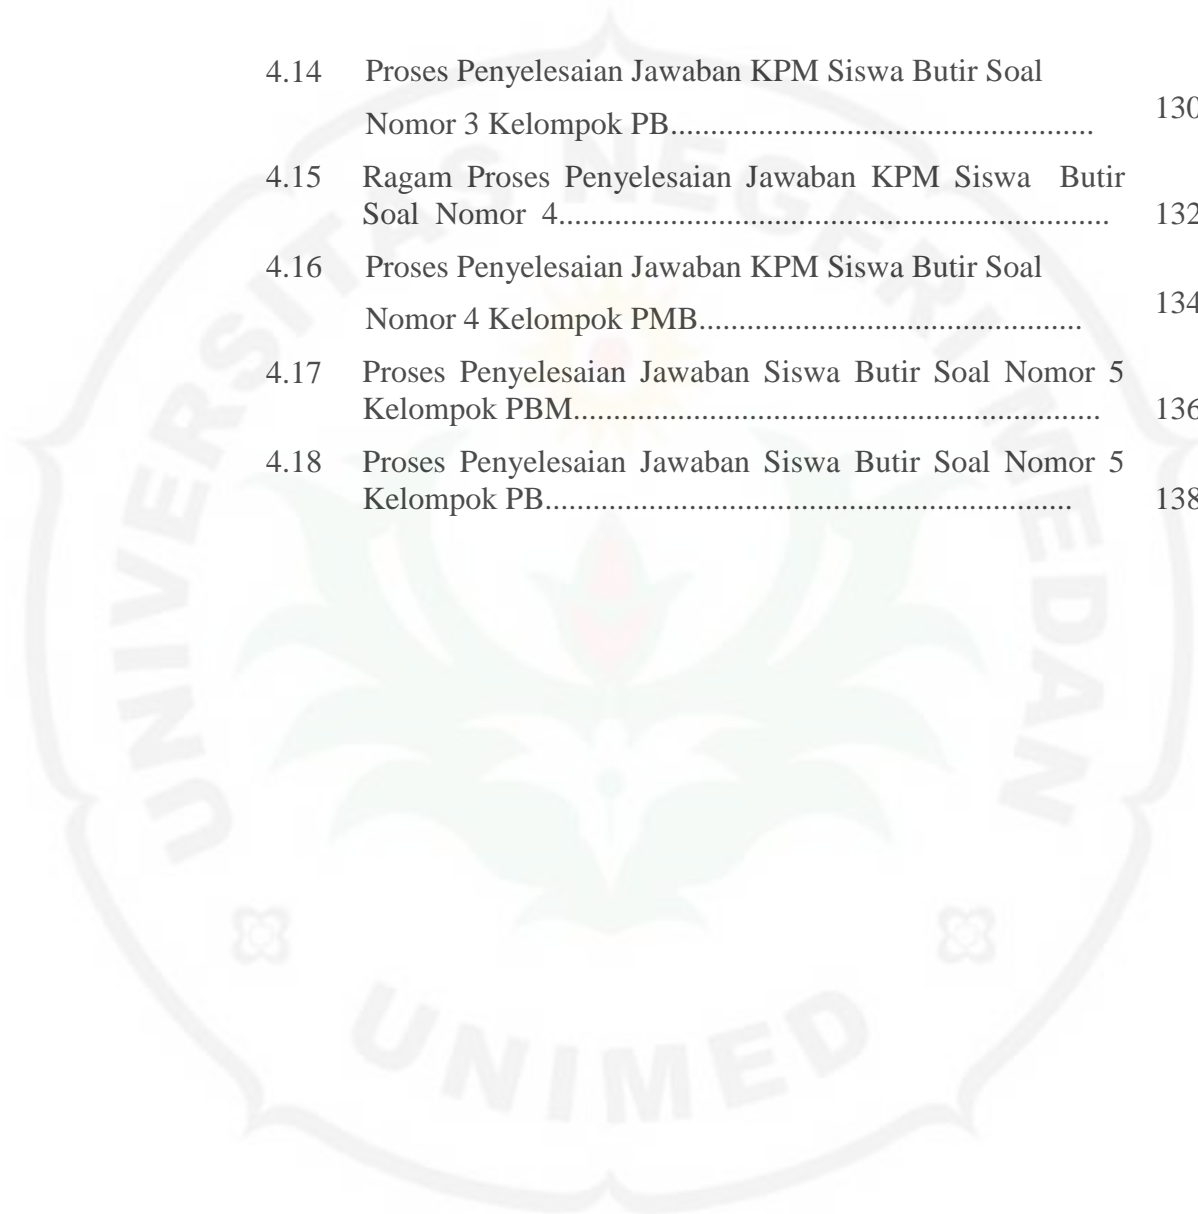 4.14 Proses Penyelesaian Jawaban KPM Siswa Butir Soal
Nomor 3 Kelompok PB............................................... 130
4.15 Ragam Proses Penyelesaian Jawaban KPM Siswa Butir
Soal Nomor 4.............................................................. 132
4.16 Proses Penyelesaian Jawaban KPM Siswa Butir Soal
Nomor 4 Kelompok PMB........................................... 134
4.17 Proses Penyelesaian Jawaban Siswa Butir Soal Nomor 5
Kelompok PBM........................................................... 136
4.18 Proses Penyelesaian Jawaban Siswa Butir Soal Nomor 5
Kelompok PB........................................................... 138
UNIVERSITAS NEGERI MEDAN
UNIMED